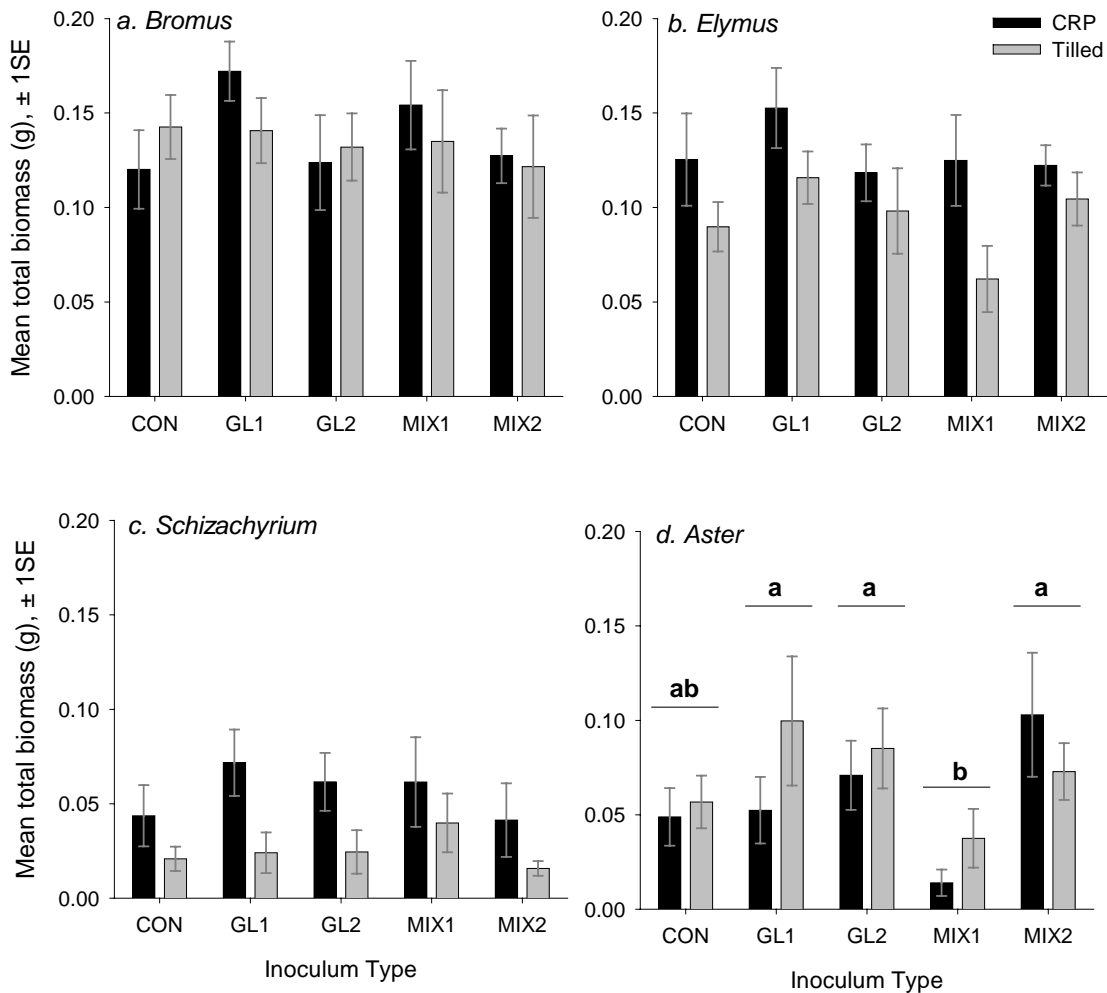 a. Bromus
Mean total biomass (g), ± 1SE
0.20
0.15
0.10
0.05
0.00
CON GL1 GL2 MIX1 MIX2
b. Elymus
CRP
Tilled
0.20
0.15
0.10
0.05
0.00
CON GL1 GL2 MIX1 MIX2
c. Schizachyrium
Mean total biomass (g), ± 1SE
0.20
0.15
0.10
0.05
0.00
CON GL1 GL2 MIX1 MIX2
Inoculum Type
d. Aster
0.20
0.15
0.10
0.05
0.00
ab a a b a
CON GL1 GL2 MIX1 MIX2
Inoculum Type